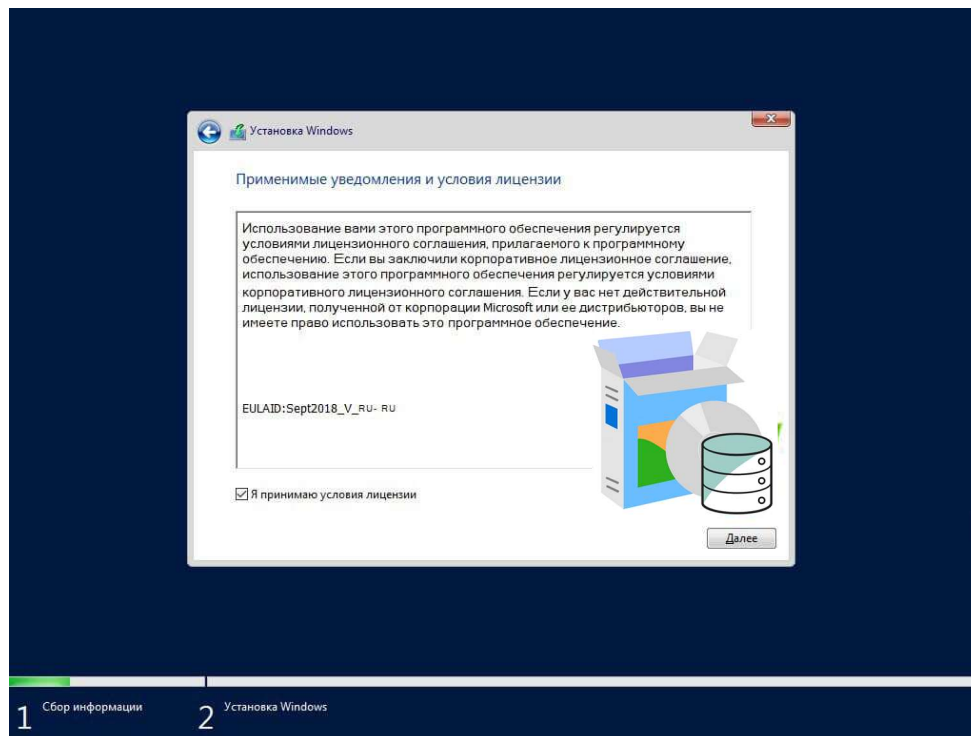 Установка Windows
Применимые уведомления и условия лицензии
Использование вами этого программного обеспечения регулируется
условиями лицензионного соглашения, прилагаемого к программному
обеспечению. Если вы заключили корпоративное лицензионное соглашение,
использование этого программного обеспечения регулируется условиями
корпоративного лицензионного соглашения. Если у вас нет действительной
лицензии, полученной от корпорации Microsoft или ее дистрибьюторов, вы не
имеете право использовать это программное обеспечение.
EULAID:Sept2018_V_RU- RU
Я принимаю условия лицензии
Далее
1 Сбор информации
2 Установка Windows